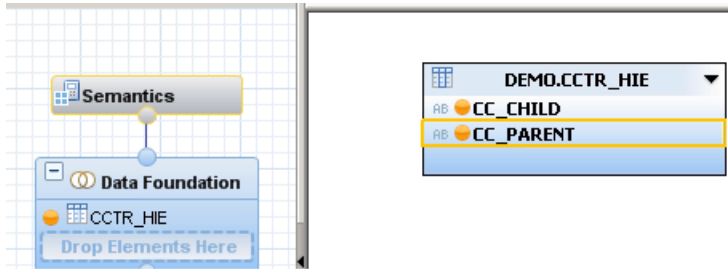 Semantics
Data Foundation
CCTR_HIE
Drop Elements Here
DEMO.CCTR_HIE
AB CC_CHILD
AB CC_PARENT